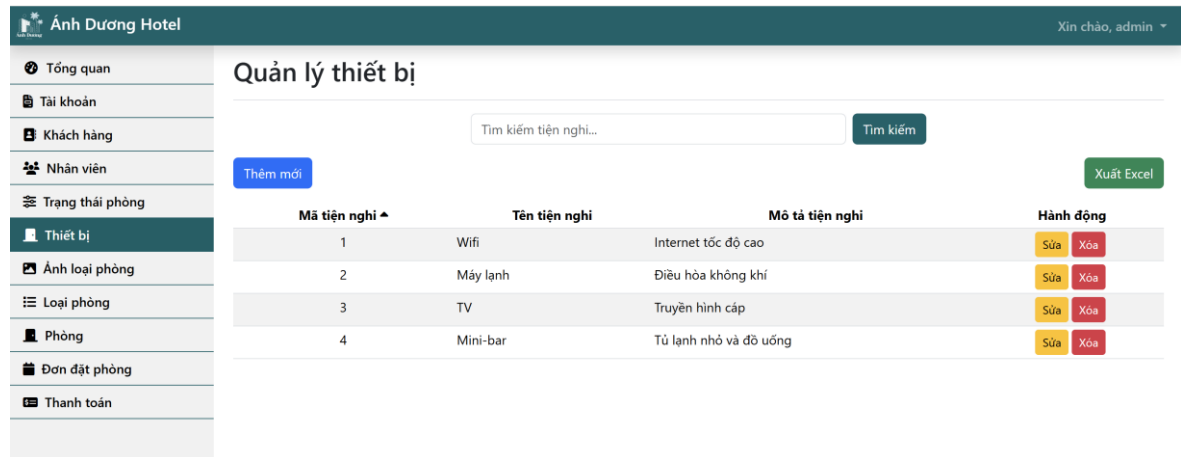 Ánh Dương
Ánh Dương Hotel
Xin chào, admin
Tổng quan
Tài khoản
Khách hàng
Nhân viên
Trạng thái phòng
Thiết bị
Ảnh loại phòng
Loại phòng
Phòng
Đơn đặt phòng
Thanh toán
Quản lý thiết bị
Tìm kiếm tiện nghi... Tìm kiếm
Thêm mới Xuất Excel
Mã tiện nghi Tên tiện nghi Mô tả tiện nghi Hành động
1 Wifi Internet tốc độ cao Sửa Xóa
2 Máy lạnh Điều hòa không khí Sửa Xóa
3 TV Truyền hình cáp Sửa Xóa
4 Mini-bar Tủ lạnh nhỏ và đồ uống Sửa Xóa